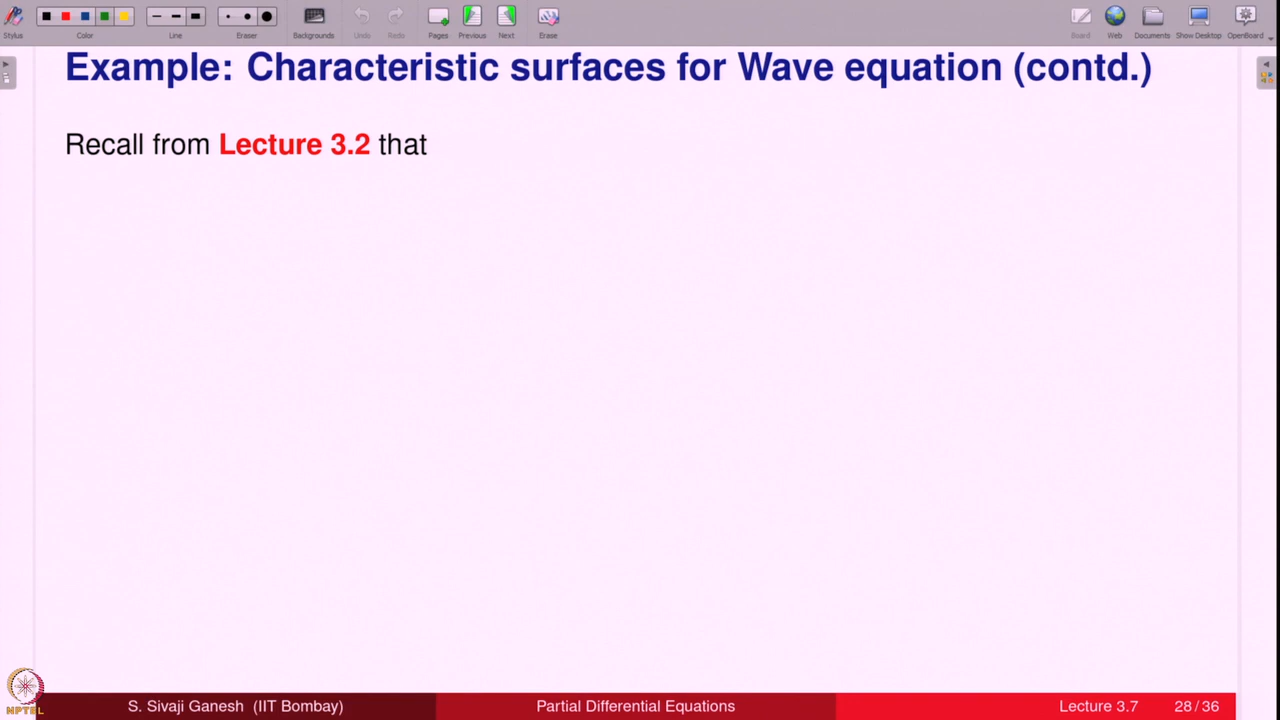 Stylus Color Line Eraser Backgrounds Undo Redo Pages Previous Next Erase Board Web Documents Show Desktop OpenBoard
Example: Characteristic surfaces for Wave equation (contd.)
Recall from Lecture 3.2 that
NPTEL
S. Sivaji Ganesh (IIT Bombay) Partial Differential Equations Lecture 3.7 28 / 36